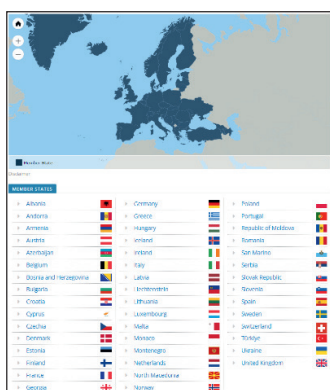 Member States
Disclaimer
MEMBER STATES
Albania
Andorra
Armenia
Austria
Azerbaijan
Belgium
Bosnia and Herzegovina
Bulgaria
Croatia
Cyprus
Czechia
Denmark
Estonia
Finland
France
Georgia
Germany
Greece
Hungary
Iceland
Ireland
Italy
Latvia
Liechtenstein
Lithuania
Luxembourg
Malta
Monaco
Montenegro
Netherlands
North Macedonia
Norway
Poland
Portugal
Republic of Moldova
Romania
San Marino
Serbia
Slovak Republic
Slovenia
Spain
Sweden
Switzerland
Türkiye
Ukraine
United Kingdom